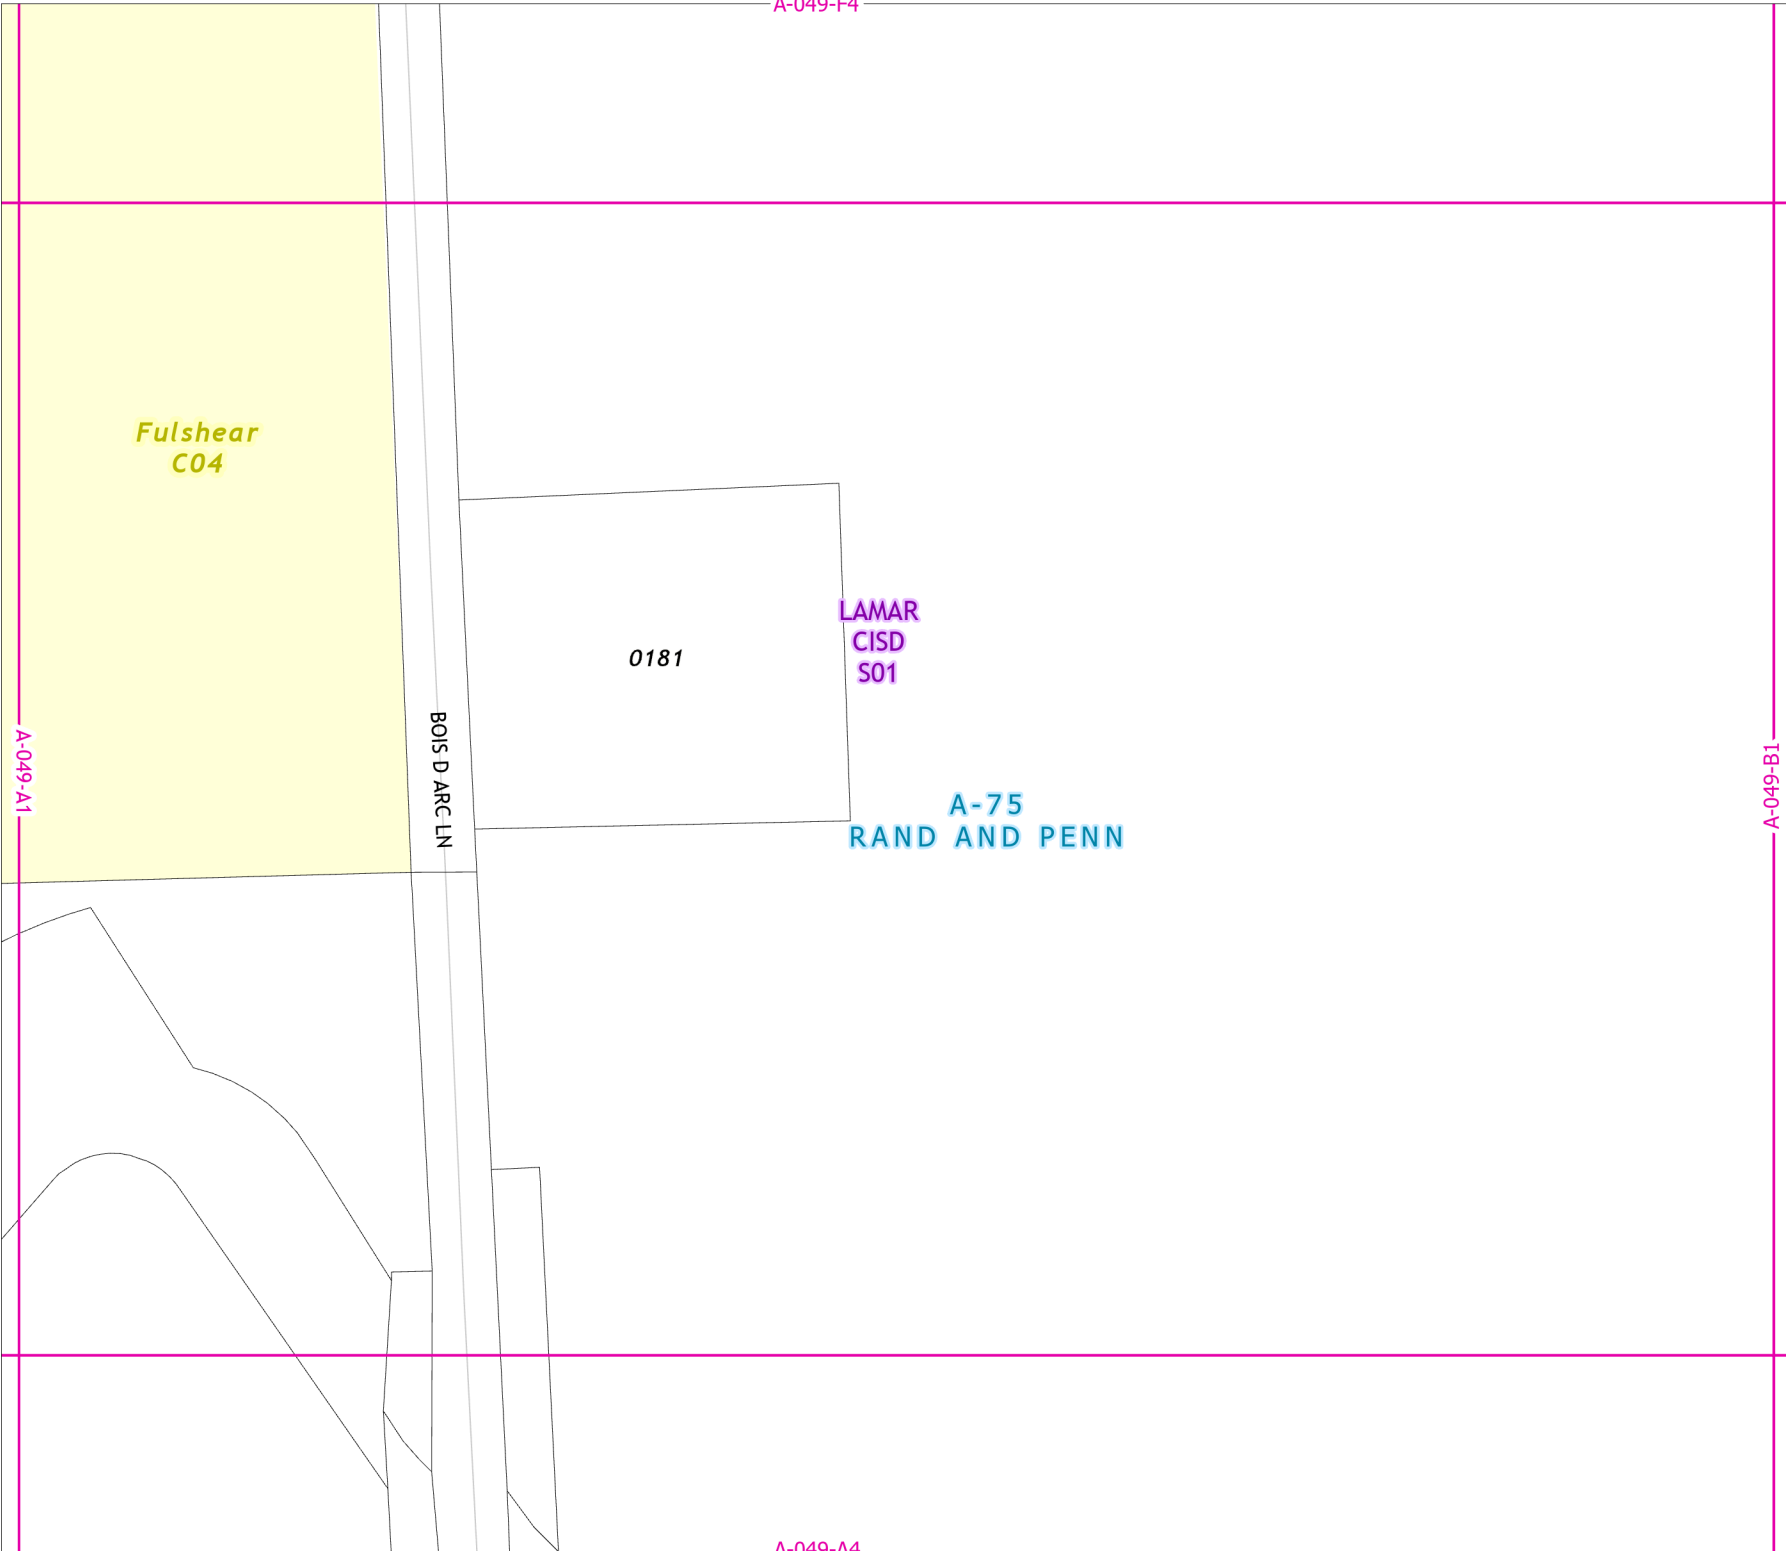 A-049-F4
Fulshear
C04
LAMAR
CISD
S01
0181
BOIS D ARC LN
A-049-A1
A-049-B1
A-75
RAND AND PENN
A-049-A4